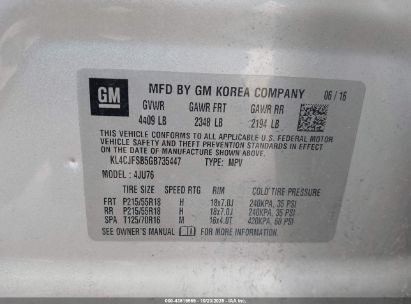 GM
MFD BY GM KOREA COMPANY 06 / 16
GVWR GAWR FRT GAWR RR
4409 LB 2348 LB 2194 LB
THIS VEHICLE CONFORMS TO ALL APPLICABLE U.S. FEDERAL MOTOR
VEHICLE SAFETY AND THEFT PREVENTION STANDARDS IN EFFECT
ON THE DATE OF MANUFACTURE SHOWN ABOVE.
KL4CJFSB5GB735447 TYPE: MPV
MODEL : 4JU76
TIRE SIZE SPEED RTG RIM COLD TIRE PRESSURE
FRT P215/55R18 H 18x7.0J 240KPA, 35 PSI
RR P215/55R18 H 18x7.0J 240KPA, 35 PSI
SPA T125/70R16 M 16x4.0T 420KPA, 60 PSI
SEE OWNER'S MANUAL FOR MORE INFORMATION.